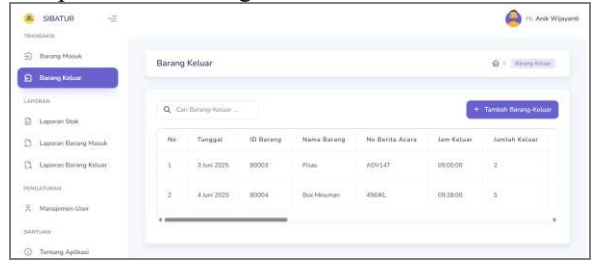 SIBATUR
Hi, Anik Wijayanti
TRANSAKSI
Barang Masuk
Barang Keluar
LAPORAN
Laporan Stok
Laporan Barang Masuk
Laporan Barang Keluar
PENGATURAN
Manajemen User
BANTUAN
Tentang Aplikasi
Barang Keluar
Barang Keluar
Cari Barang-Keluar ...
+ Tambah Barang-Keluar
No Tanggal ID Barang Nama Barang No Berita Acara Jam Keluar Jumlah Keluar
1 3 Juni 2025 B0003 Pisau ADV147 09:00:00 2
2 4 Juni 2025 B0004 Box Minuman 456JKL 09:28:00 5